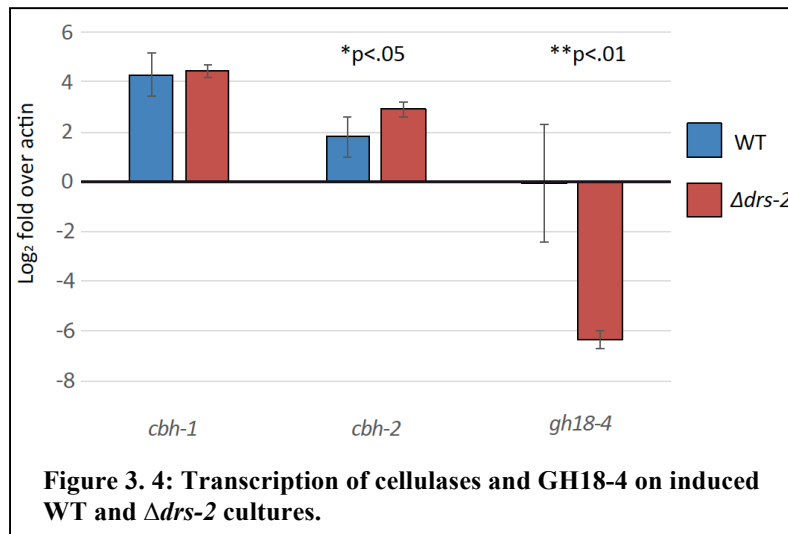 6
*p<.05
**p<.01
4
2
WT
0
Δdrs-2
-2
-4
-6
-8
Log₂ fold over actin
cbh-1
cbh-2
gh18-4
Figure 3. 4: Transcription of cellulases and GH18-4 on induced
WT and Δdrs-2 cultures.